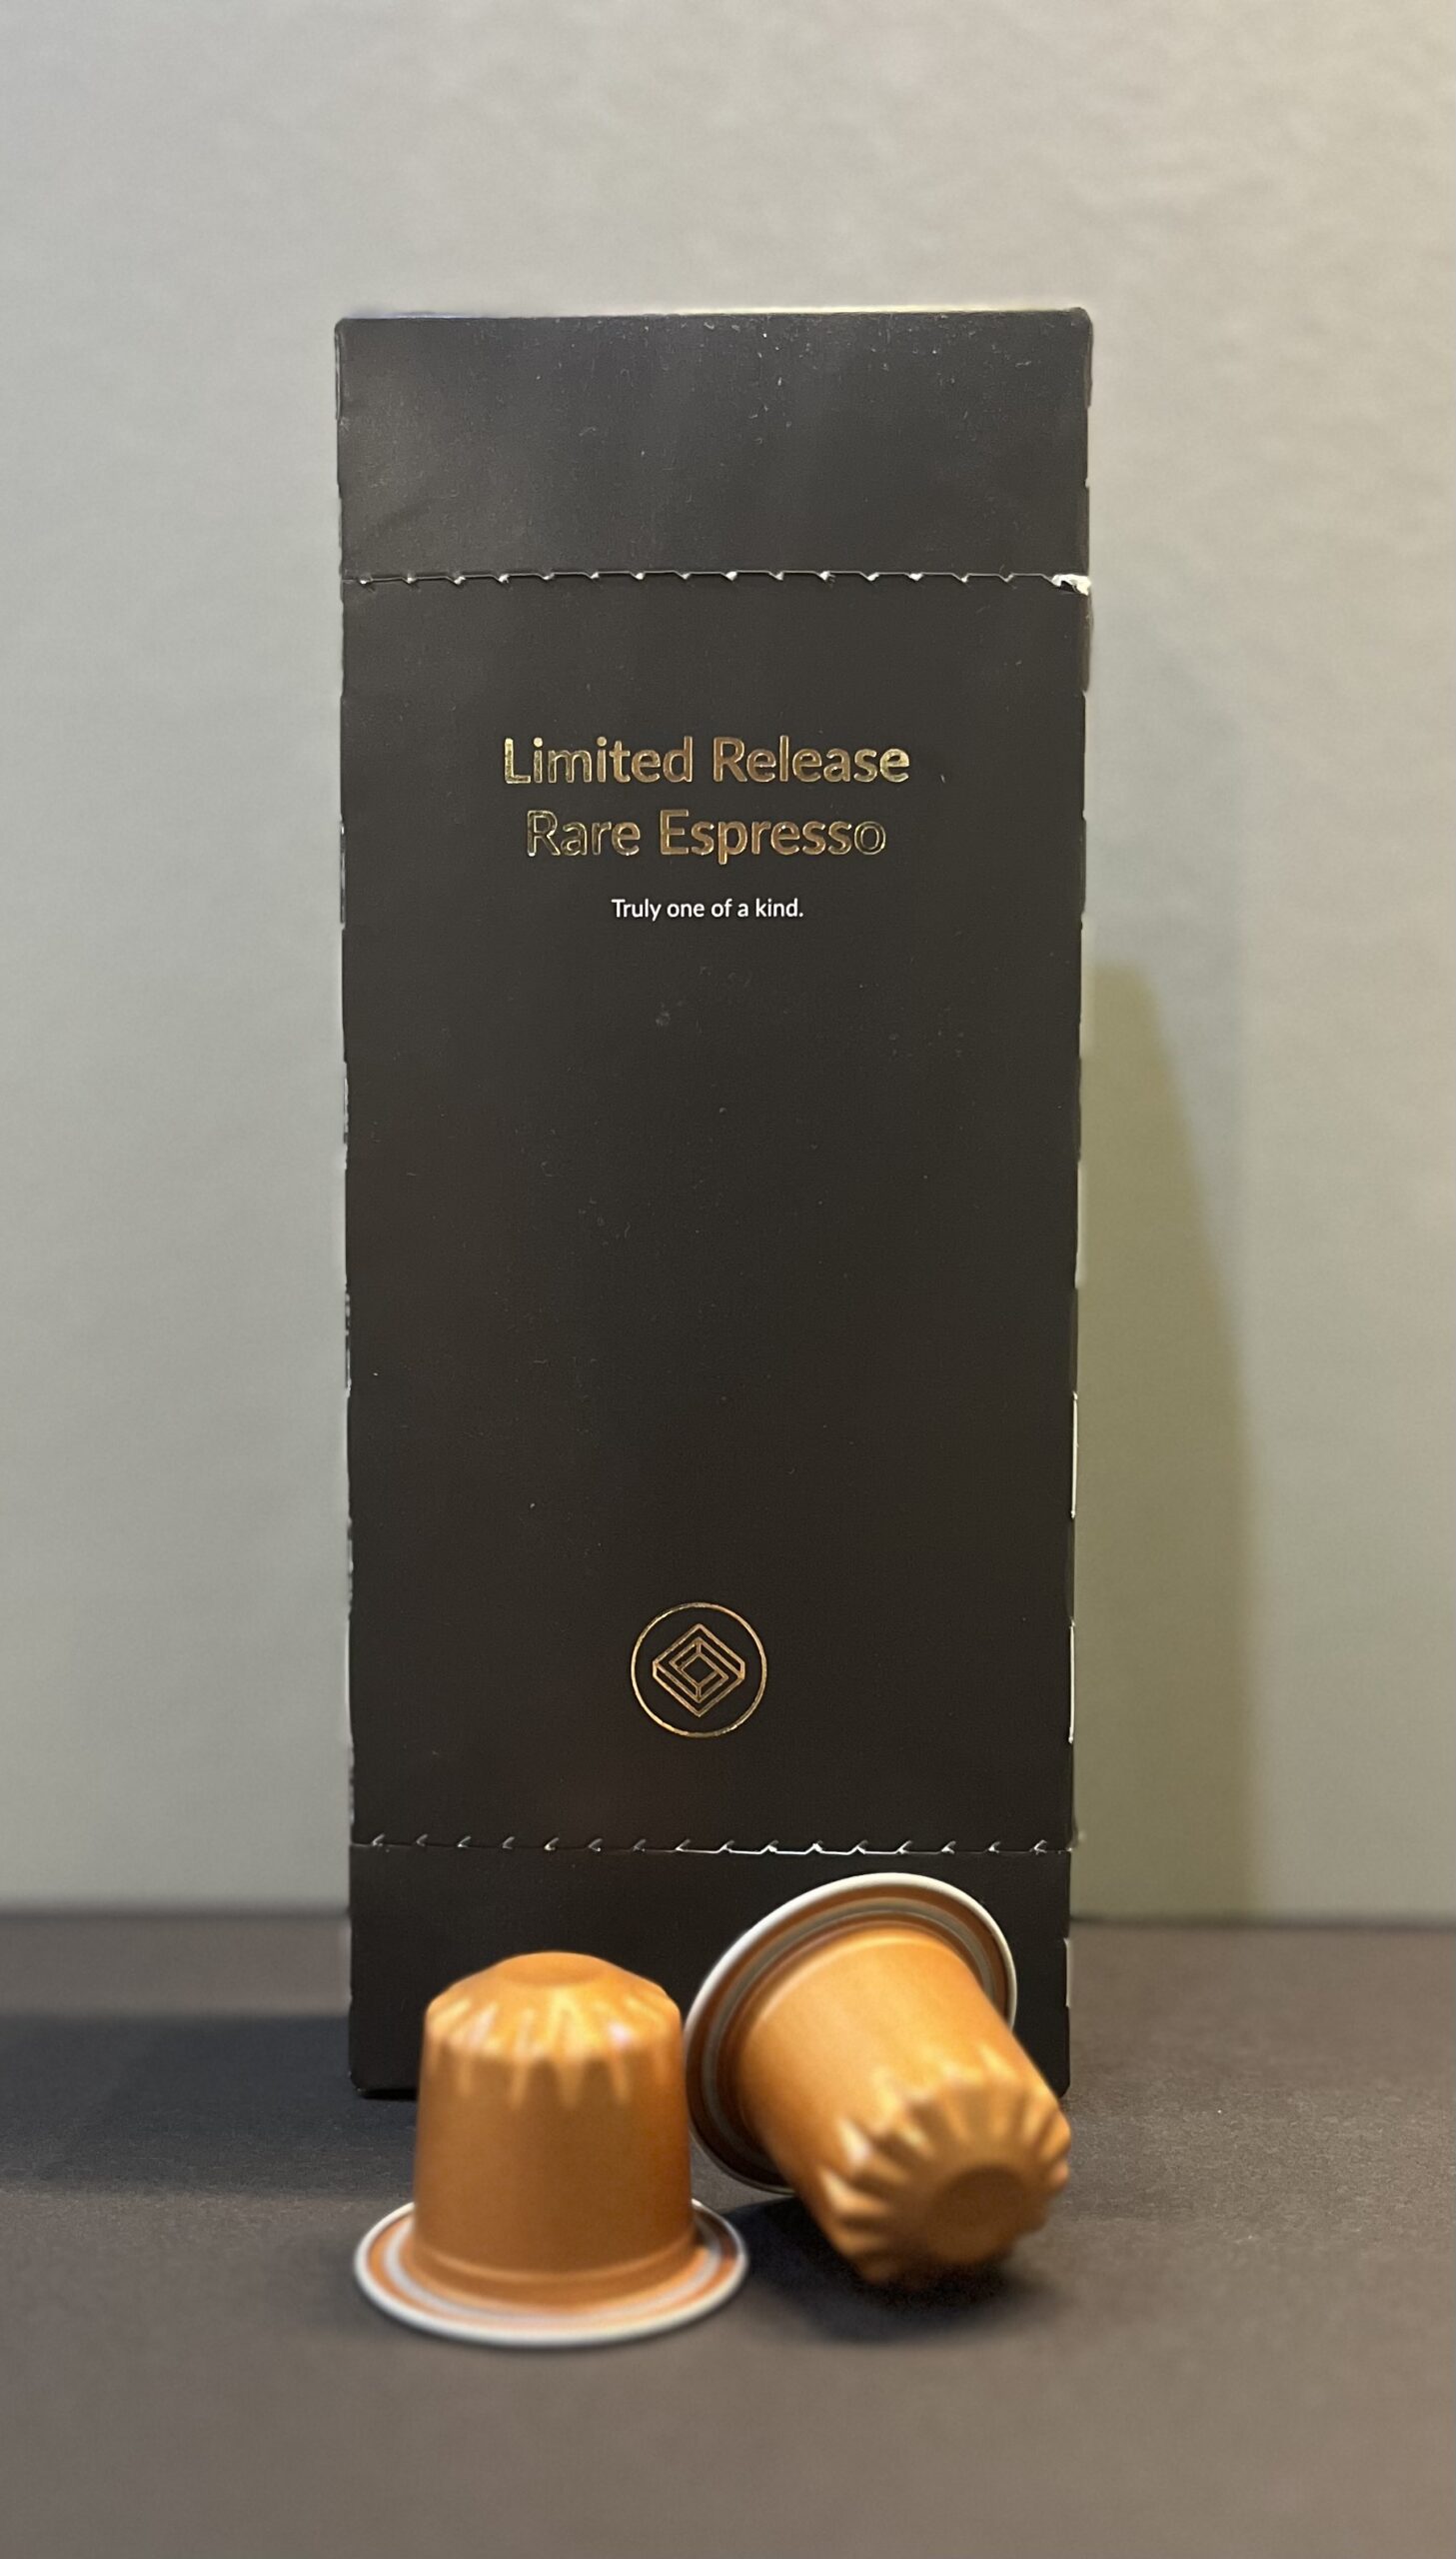 Limited Release
Rare Espresso
Truly one of a kind.